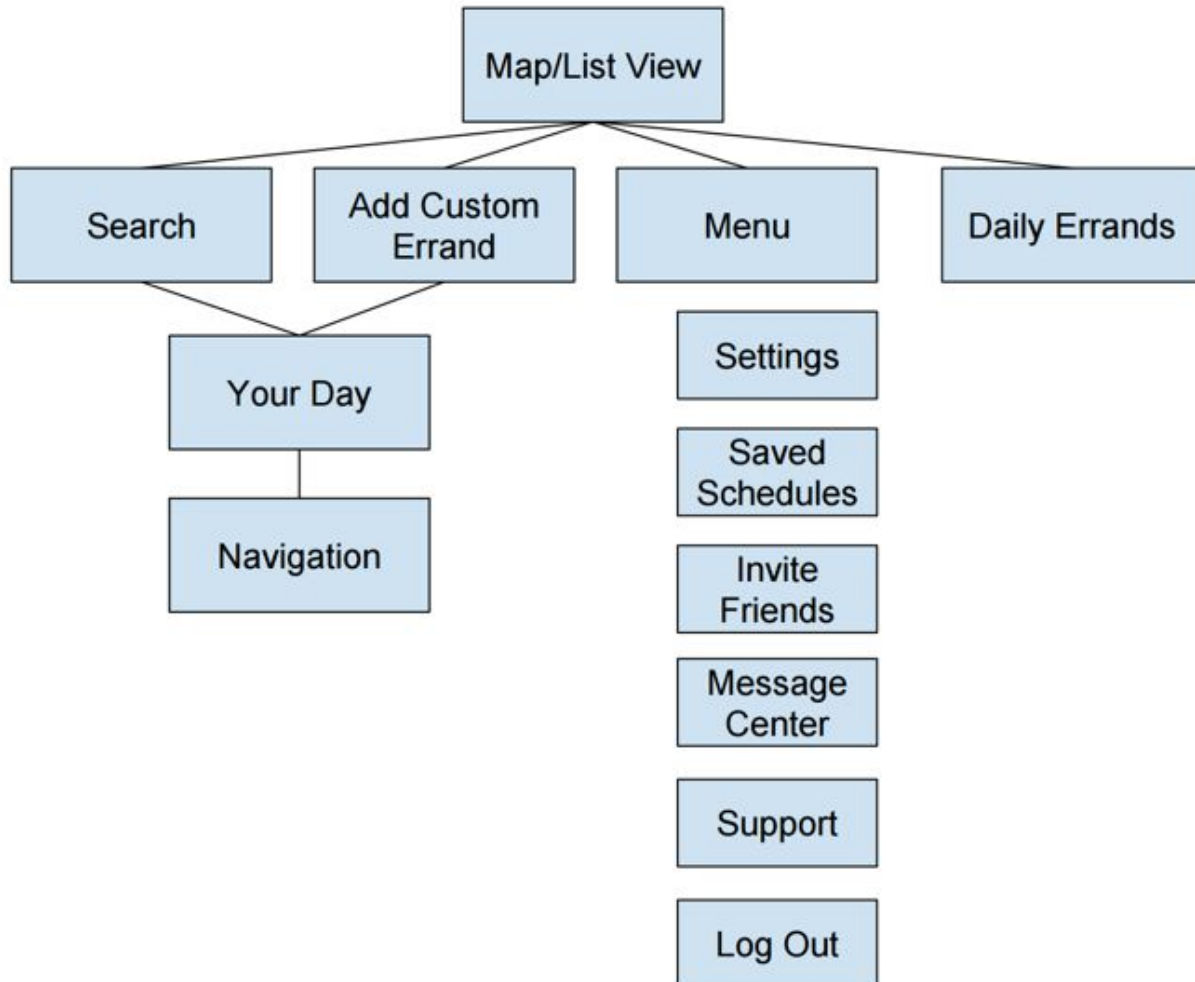 Map/List View
Search
Add Custom
Errand
Menu
Daily Errands
Your Day
Navigation
Settings
Saved
Schedules
Invite
Friends
Message
Center
Support
Log Out